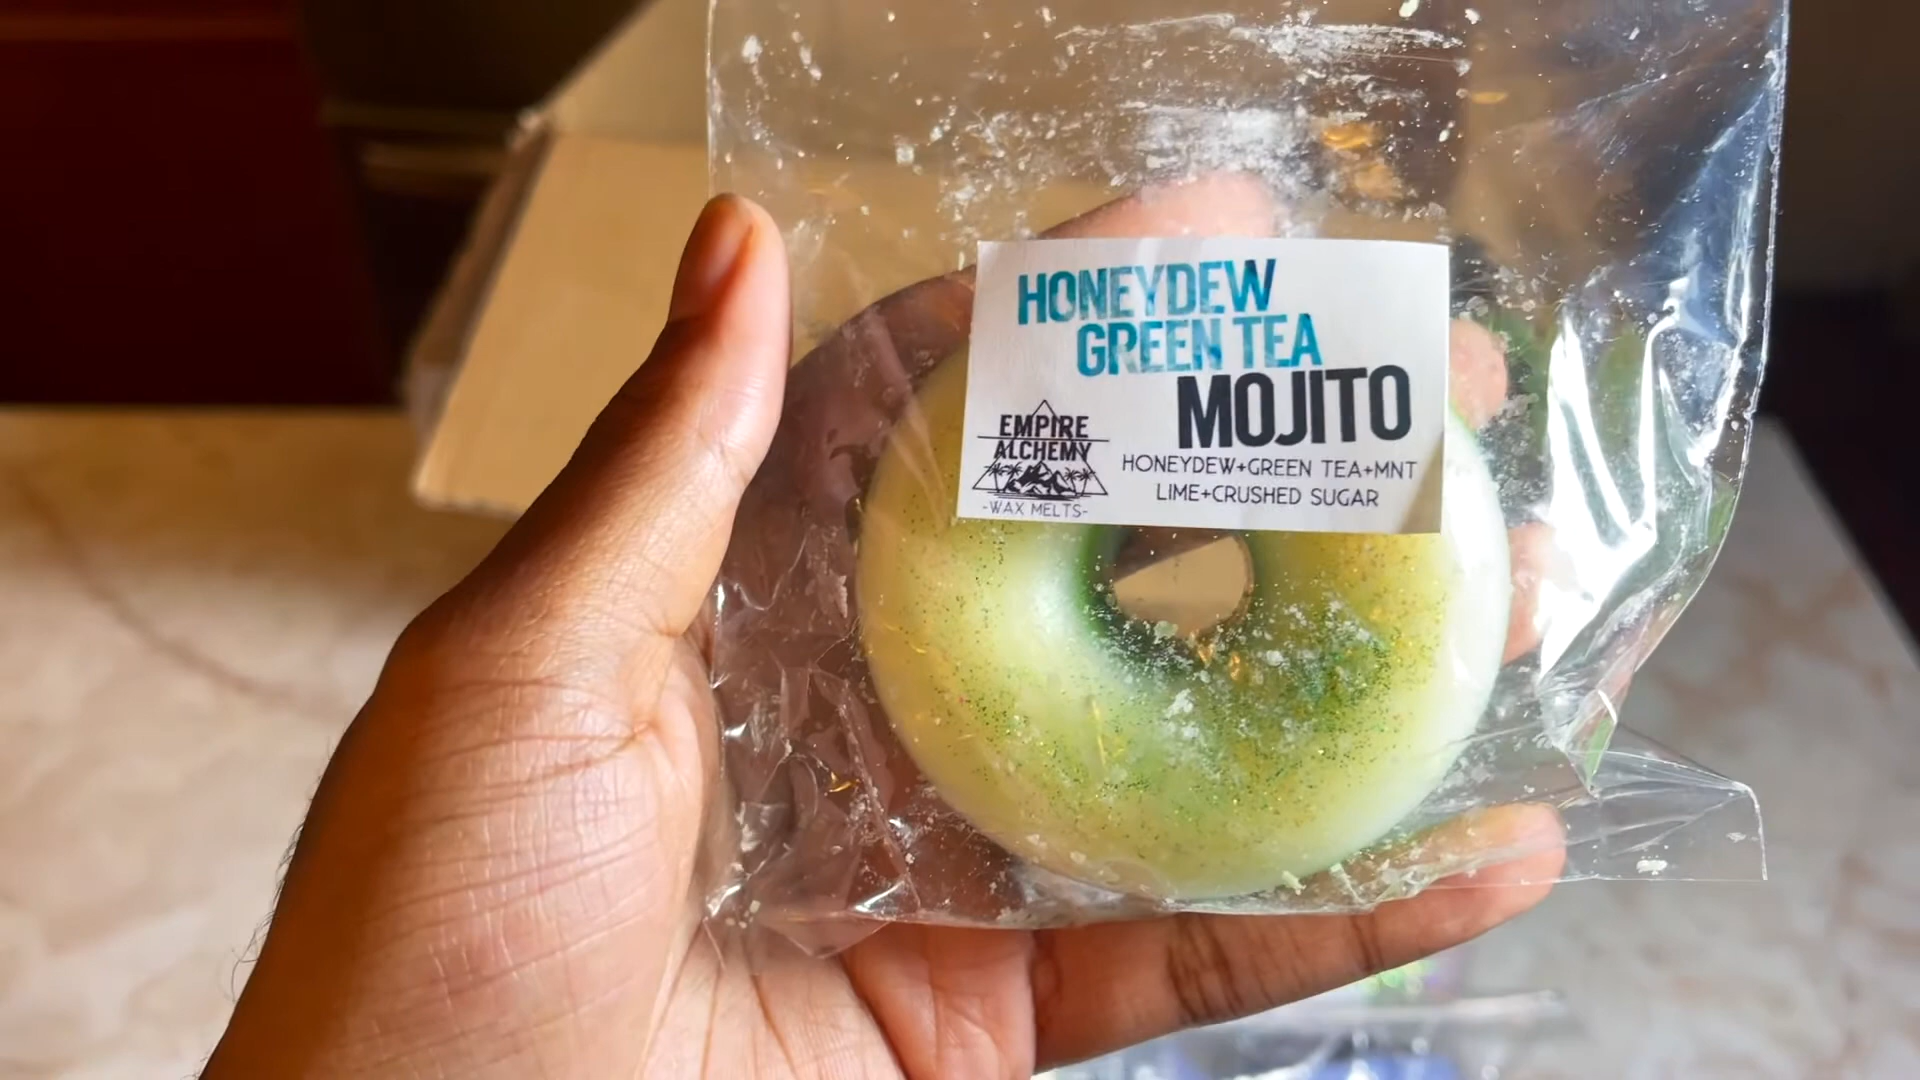 HONEYDEW
GREEN TEA
MOJITO
EMPIRE
ALCHEMY
-WAX MELTS-
HONEYDEW+GREEN TEA+MNT
LIME+CRUSHED SUGAR